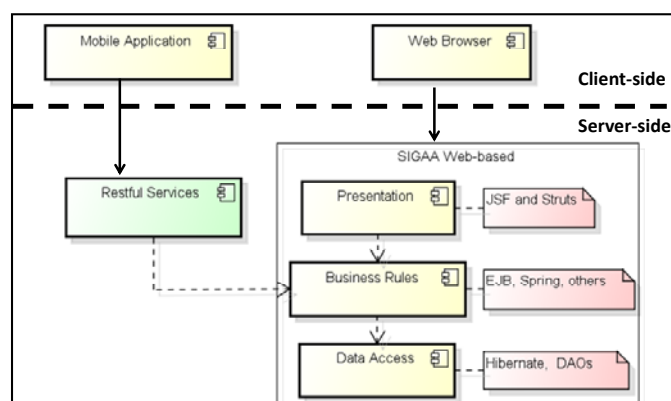 Mobile Application
Web Browser
Client-side
Server-side
SIGAA Web-based
Restful Services
Presentation
JSF and Struts
Business Rules
EJB, Spring, others
Data Access
Hibernate, DAOs